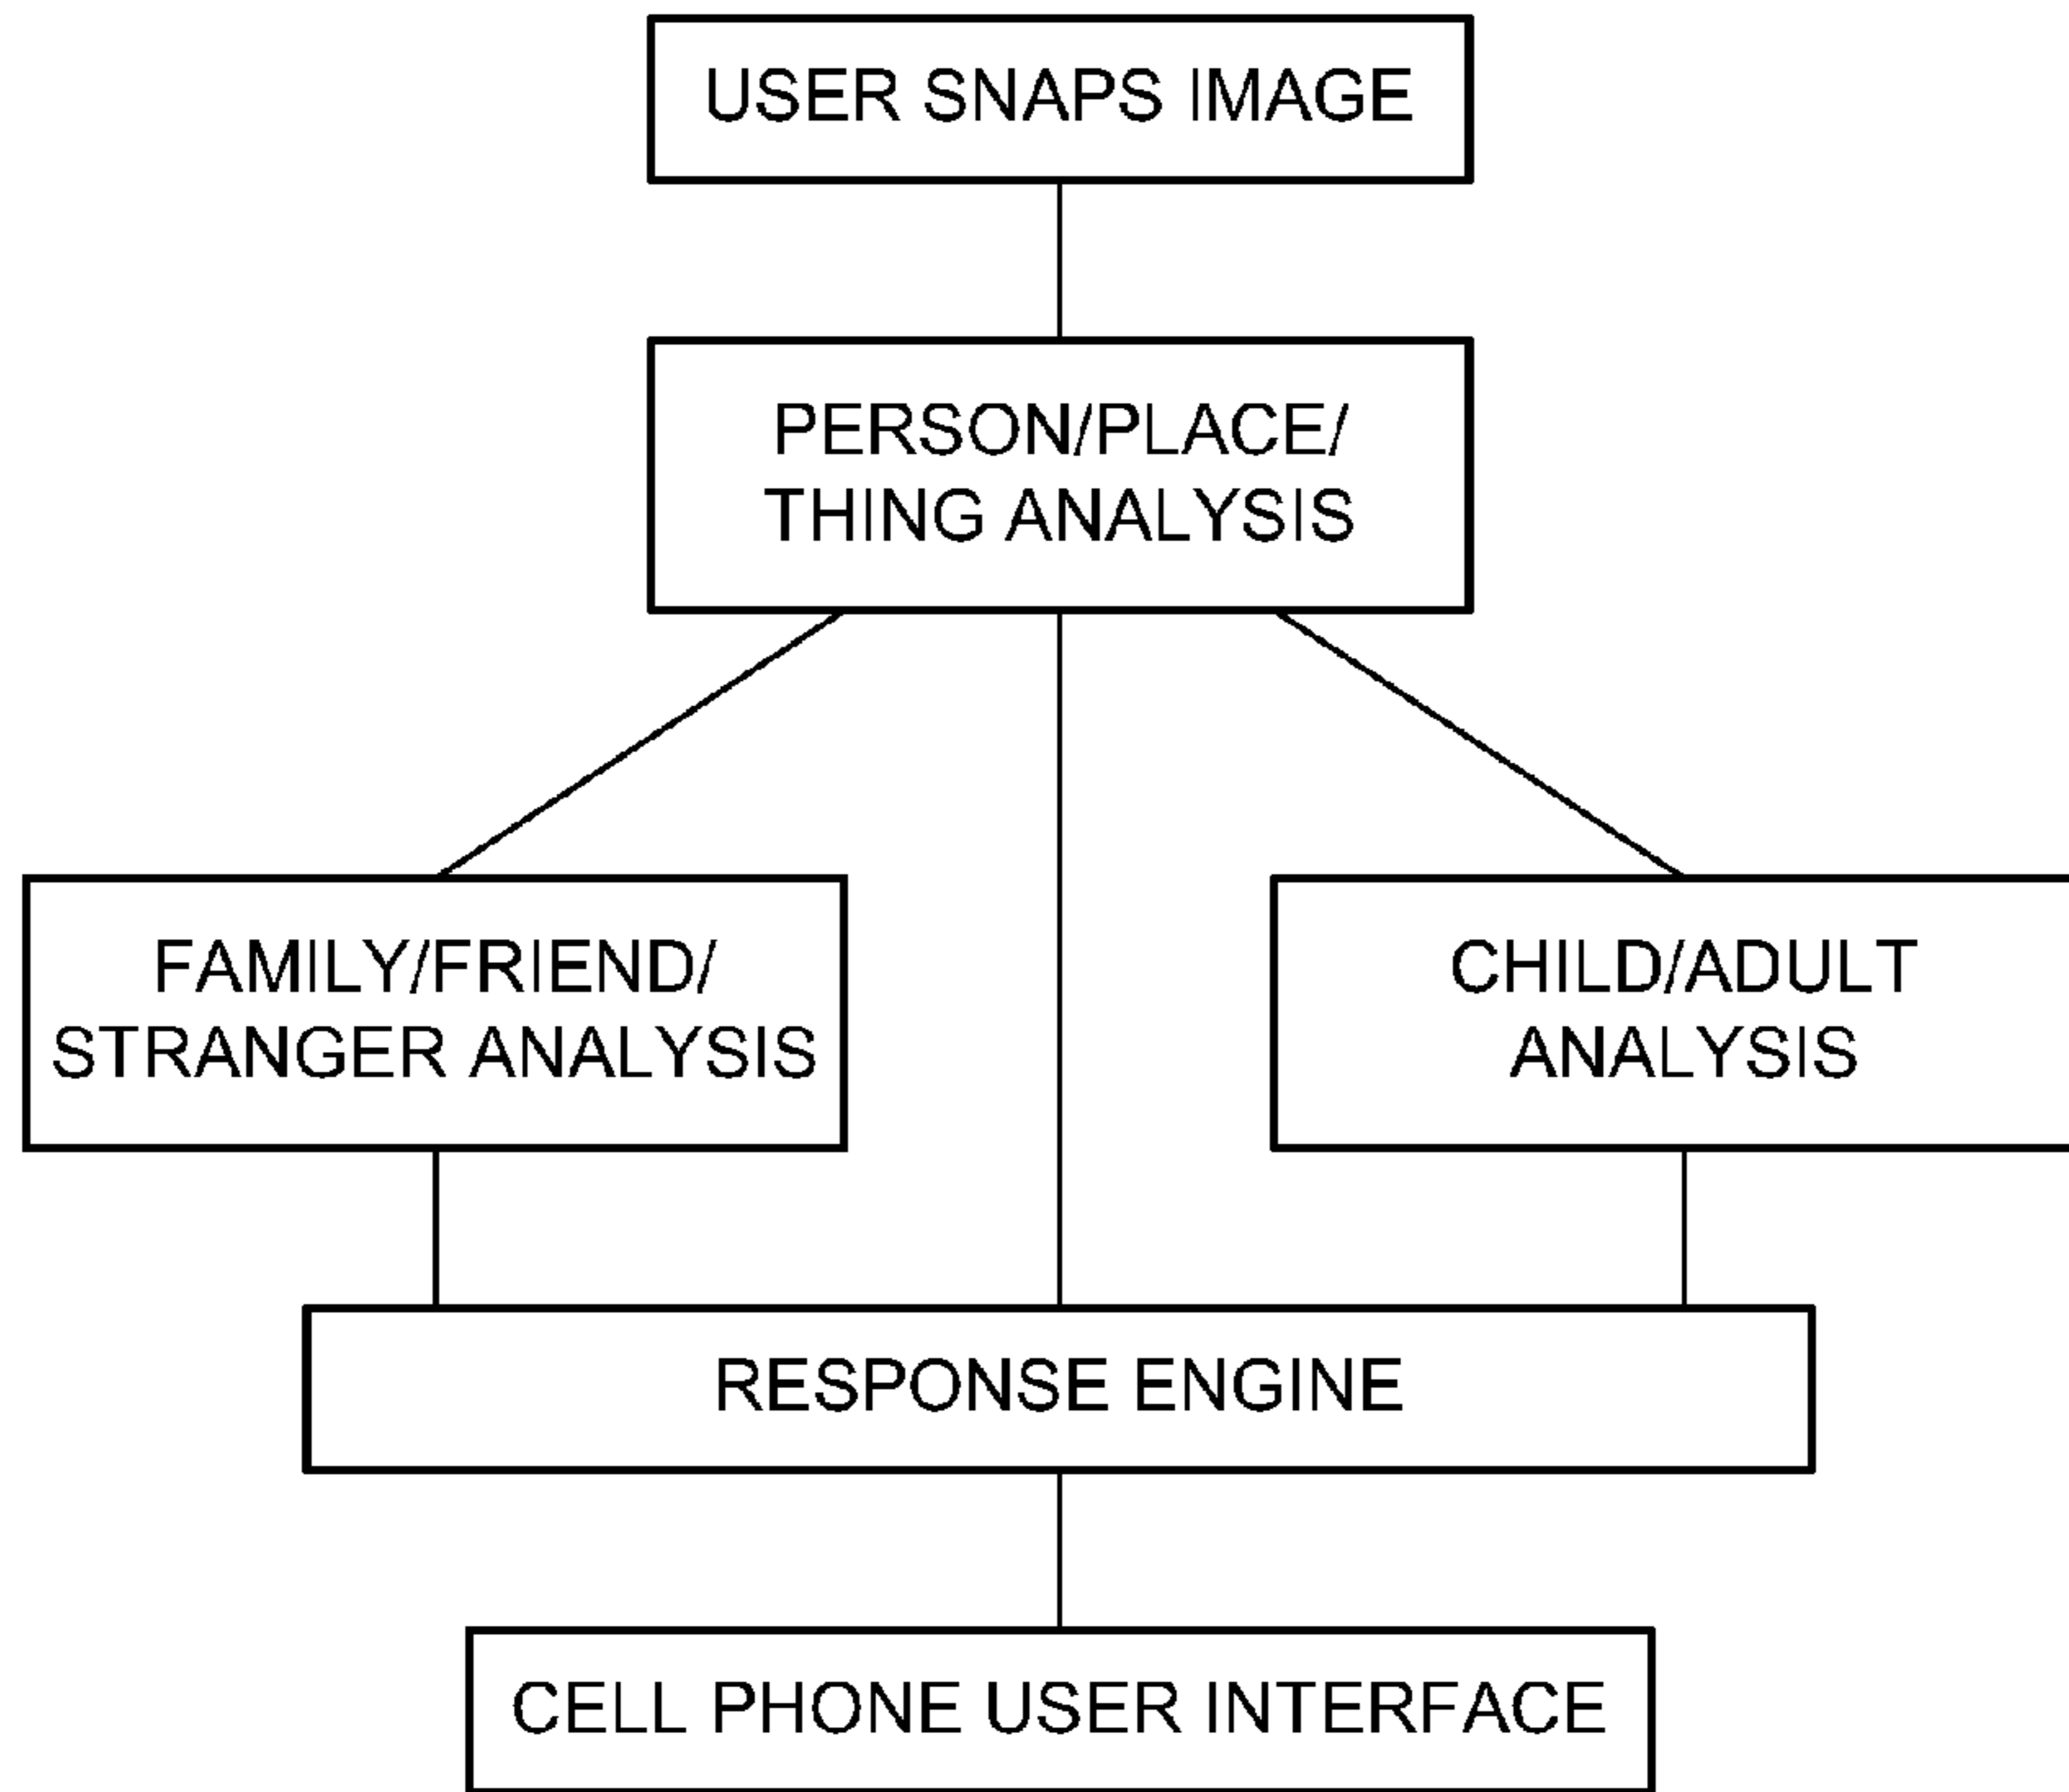 USER SNAPS IMAGE
PERSON/PLACE/
THING ANALYSIS
FAMILY/FRIEND/
STRANGER ANALYSIS
CHILD/ADULT
ANALYSIS
RESPONSE ENGINE
CELL PHONE USER INTERFACE